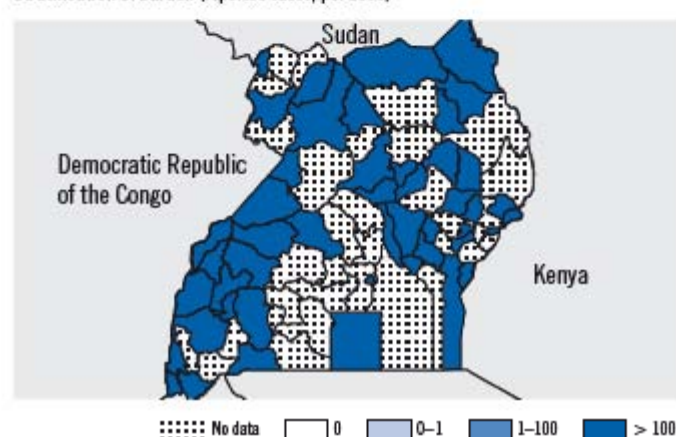 Sudan
Democratic Republic
of the Congo
Kenya
No data
0
0–1
1–100
> 100